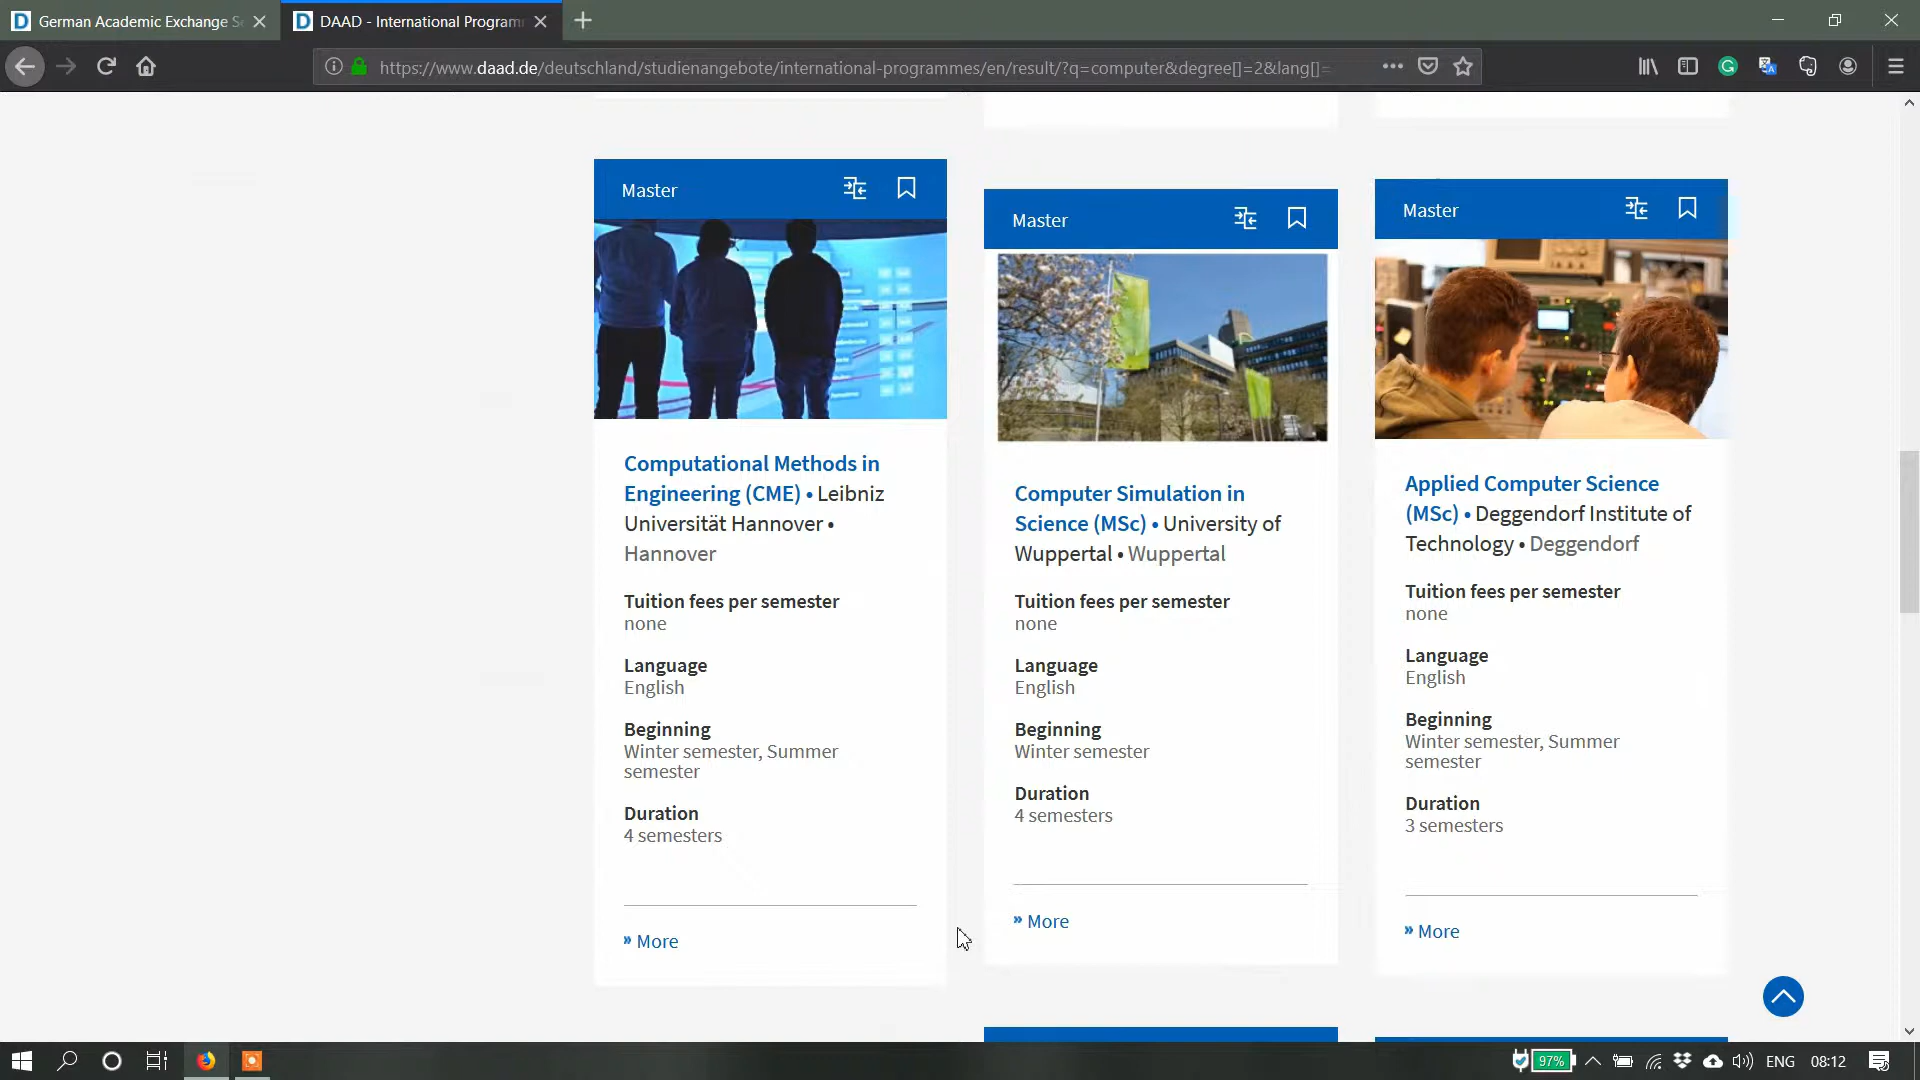 German Academic Exchange Se
DAAD - International Programm
https://www.daad.de/deutschland/studienangebote/international-programmes/en/result/?q=computer&degree[]=2&lang[]=
Master
Computational Methods in
Engineering (CME) • Leibniz
Universität Hannover •
Hannover
Tuition fees per semester
none
Language
English
Beginning
Winter semester, Summer
semester
Duration
4 semesters
» More
Master
Computer Simulation in
Science (MSc) • University of
Wuppertal • Wuppertal
Tuition fees per semester
none
Language
English
Beginning
Winter semester
Duration
4 semesters
» More
Master
Applied Computer Science
(MSc) • Deggendorf Institute of
Technology • Deggendorf
Tuition fees per semester
none
Language
English
Beginning
Winter semester, Summer
semester
Duration
3 semesters
» More
97%
ENG
08:12